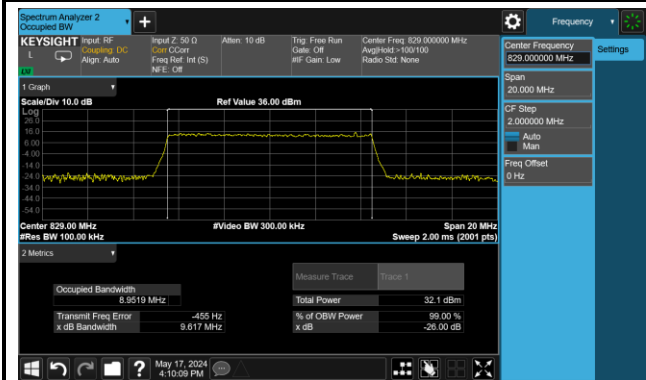 Spectrum Analyzer 2
Occupied BW
Frequency
KEYSIGHT
L
Input: RF
Coupling: DC
Align: Auto
Input Z: 50 Ω
Corr CCorr
Freq Ref: Int (S)
NFE: Off
Atten: 10 dB
Trig: Free Run
Gate: Off
#IF Gain: Low
Center Freq: 829.000000 MHz
Avg|Hold:>100/100
Radio Std: None
Center Frequency
829.000000 MHz
Settings
Span
20.000 MHz
CF Step
2.000000 MHz
Auto
Man
Freq Offset
0 Hz
1 Graph
Scale/Div 10.0 dB
Ref Value 36.00 dBm
Log
26.0
16.0
6.00
-4.00
-14.0
-24.0
-34.0
-44.0
-54.0
Center 829.00 MHz
#Video BW 300.00 kHz
Span 20 MHz
#Res BW 100.00 kHz
Sweep 2.00 ms (2001 pts)
2 Metrics
Measure Trace
Trace 1
Occupied Bandwidth
8.9519 MHz
Total Power
32.1 dBm
Transmit Freq Error
-455 Hz
% of OBW Power
99.00 %
x dB Bandwidth
9.617 MHz
x dB
-26.00 dB
?
May 17, 2024
4:10:09 PM